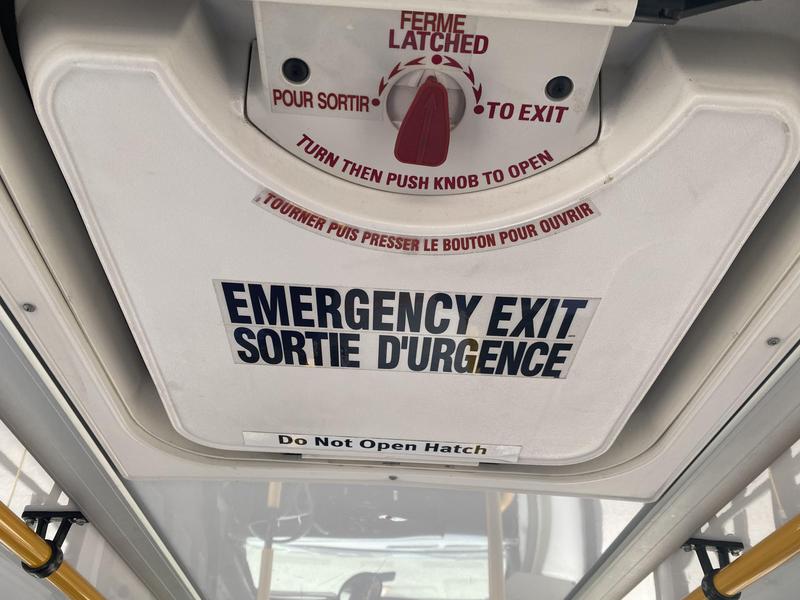 FERME
LATCHED
POUR SORTIR
TO EXIT
TURN THEN PUSH KNOB TO OPEN
TOURNER PUIS PRESSER LE BOUTON POUR OUVRIR
EMERGENCY EXIT
SORTIE D'URGENCE
Do Not Open Hatch